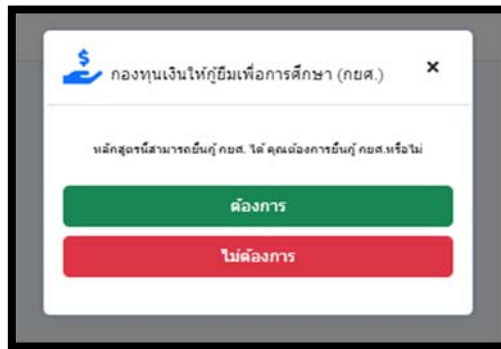 กองทุนเงินให้กู้ยืมเพื่อการศึกษา (กยศ.)
หลักสูตรนี้สามารถยื่นกู้ กยศ. ได้ คุณต้องการยื่นกู้ กยศ.หรือไม่
ต้องการ
ไม่ต้องการ